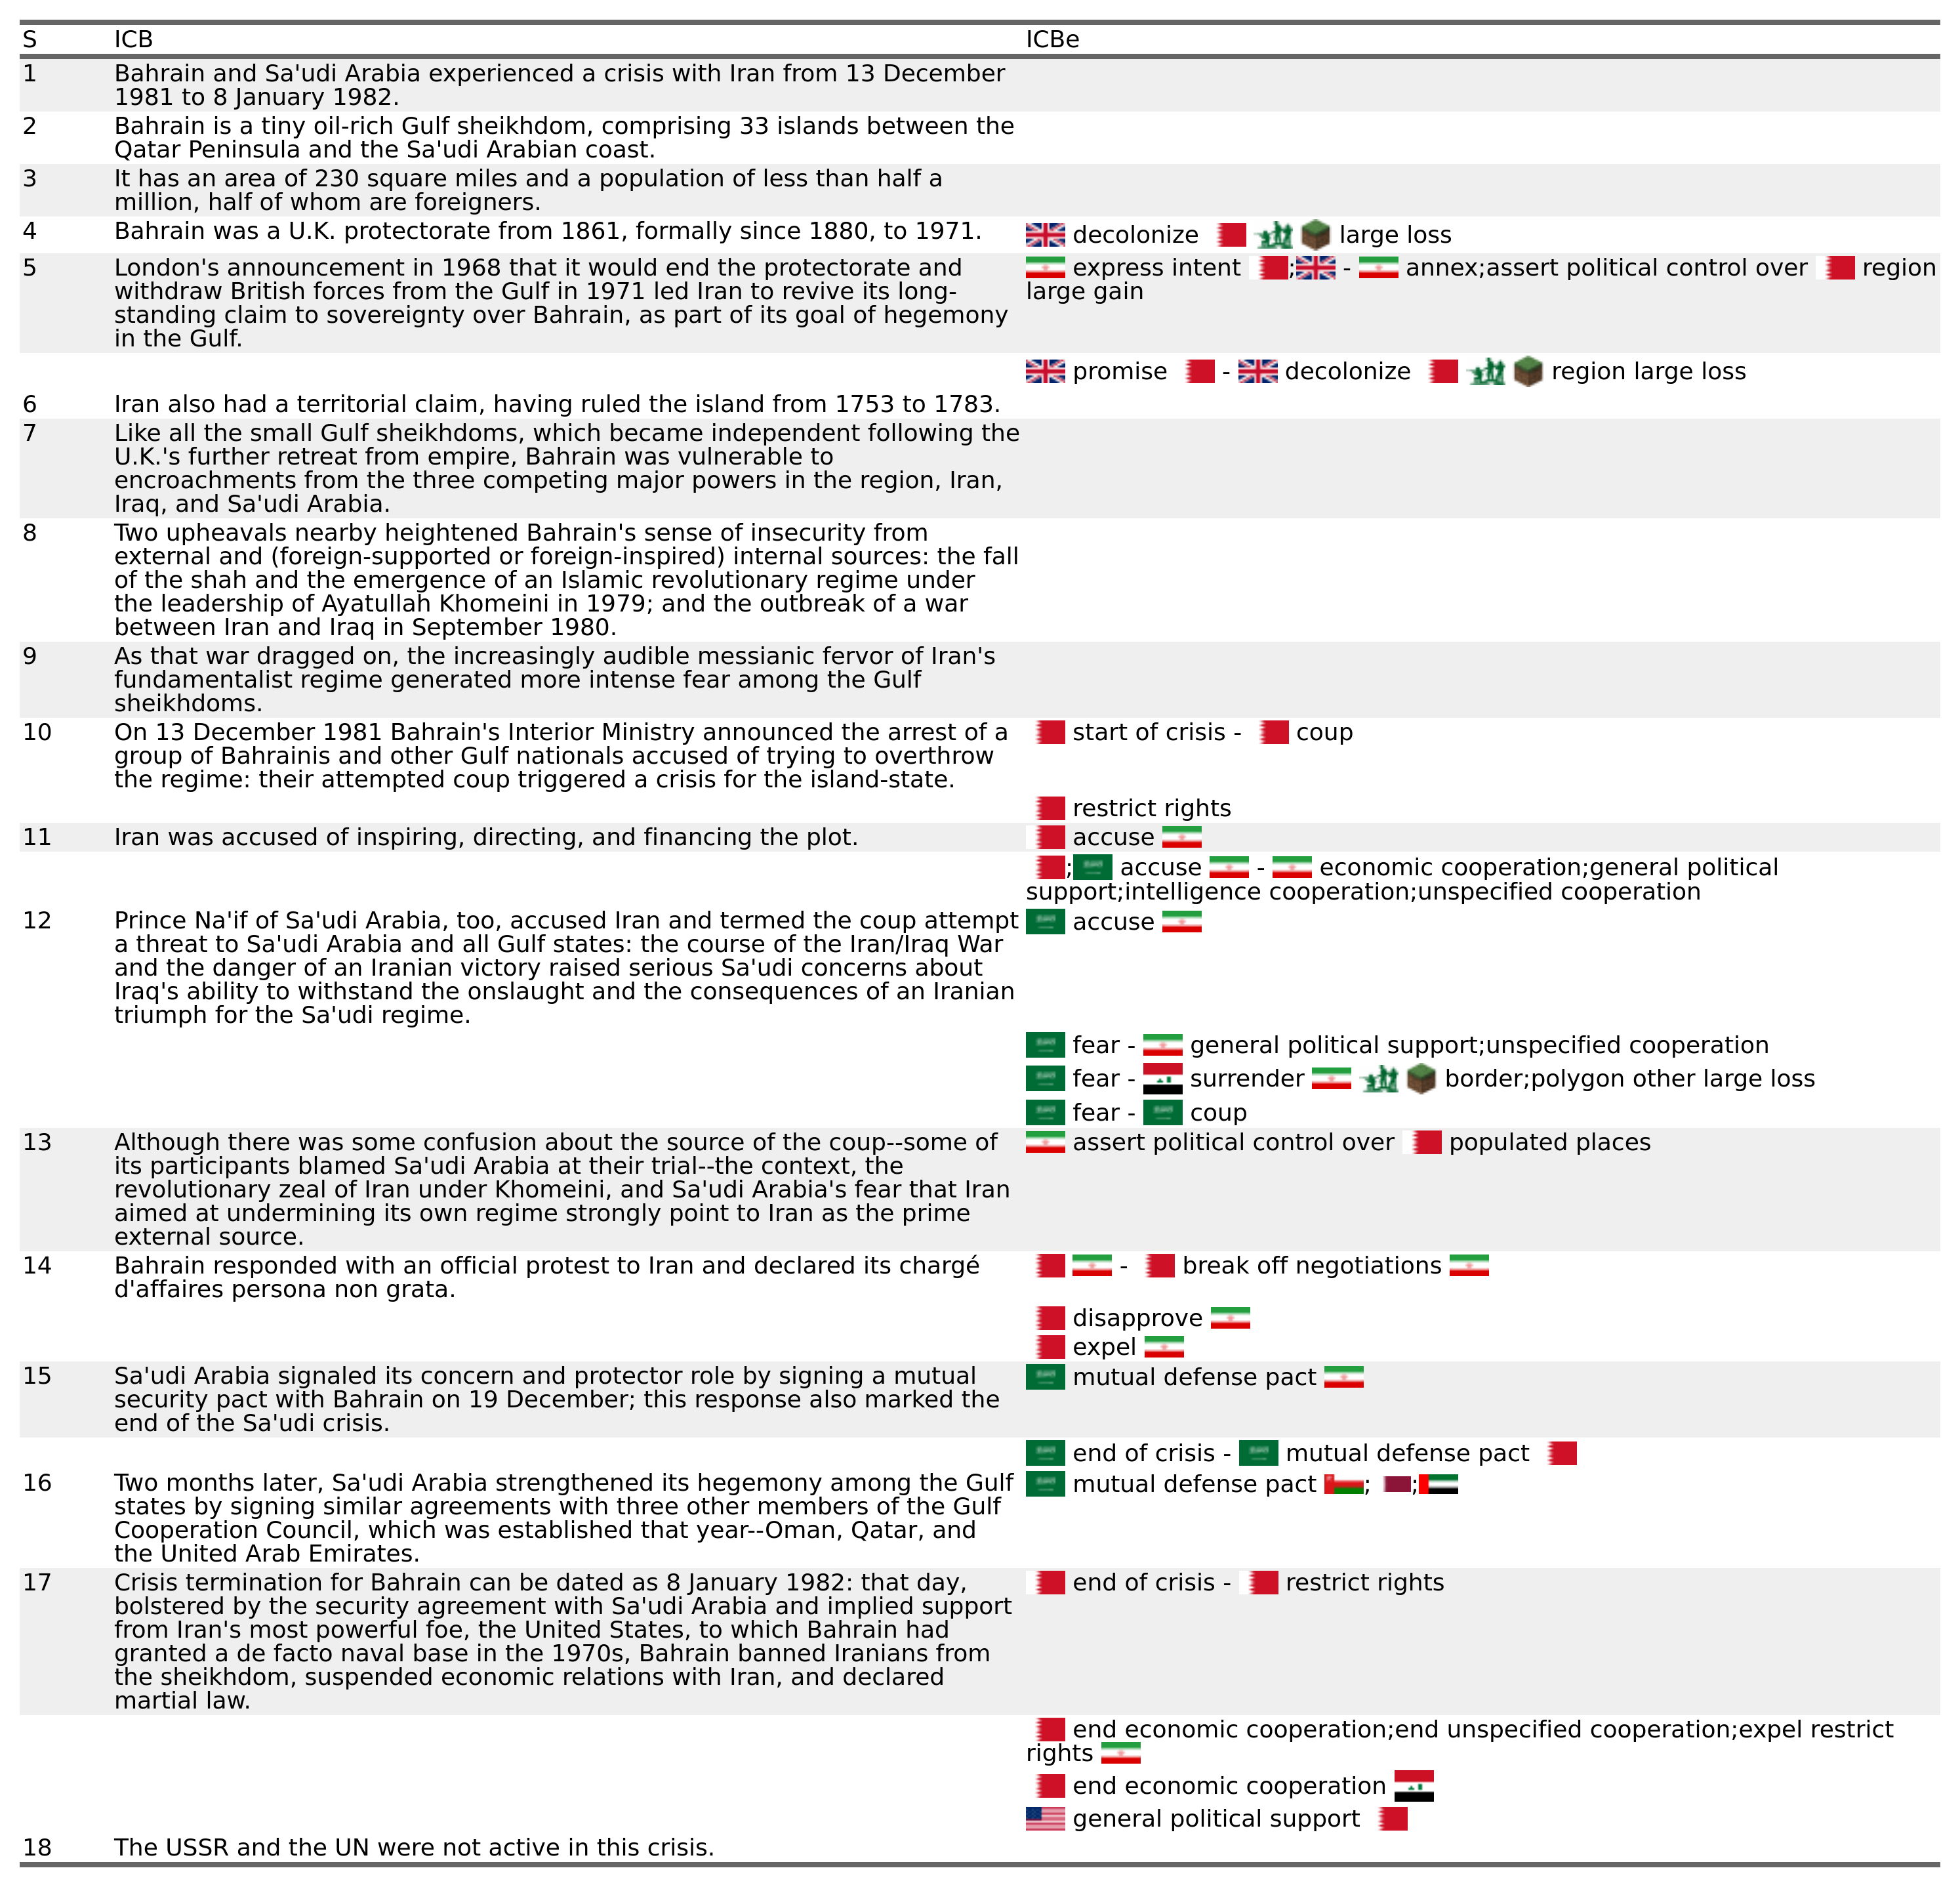 S ICB ICBe
1 Bahrain and Sa'udi Arabia experienced a crisis with Iran from 13 December
1981 to 8 January 1982.
2 Bahrain is a tiny oil-rich Gulf sheikhdom, comprising 33 islands between the
Qatar Peninsula and the Sa'udi Arabian coast.
3 It has an area of 230 square miles and a population of less than half a
million, half of whom are foreigners.
4 Bahrain was a U.K. protectorate from 1861, formally since 1880, to 1971.
decolonize large loss
5 London's announcement in 1968 that it would end the protectorate and
withdraw British forces from the Gulf in 1971 led Iran to revive its long-
standing claim to sovereignty over Bahrain, as part of its goal of hegemony
in the Gulf.
express intent ; - annex;assert political control over region
large gain
promise - decolonize region large loss
6 Iran also had a territorial claim, having ruled the island from 1753 to 1783.
7 Like all the small Gulf sheikhdoms, which became independent following the
U.K.'s further retreat from empire, Bahrain was vulnerable to
encroachments from the three competing major powers in the region, Iran,
Iraq, and Sa'udi Arabia.
8 Two upheavals nearby heightened Bahrain's sense of insecurity from
external and (foreign-supported or foreign-inspired) internal sources: the fall
of the shah and the emergence of an Islamic revolutionary regime under
the leadership of Ayatullah Khomeini in 1979; and the outbreak of a war
between Iran and Iraq in September 1980.
9 As that war dragged on, the increasingly audible messianic fervor of Iran's
fundamentalist regime generated more intense fear among the Gulf
sheikhdoms.
10 On 13 December 1981 Bahrain's Interior Ministry announced the arrest of a
group of Bahrainis and other Gulf nationals accused of trying to overthrow
the regime: their attempted coup triggered a crisis for the island-state.
start of crisis - coup
restrict rights
11 Iran was accused of inspiring, directing, and financing the plot.
accuse
; accuse - economic cooperation;general political
support;intelligence cooperation;unspecified cooperation
12 Prince Na'if of Sa'udi Arabia, too, accused Iran and termed the coup attempt
a threat to Sa'udi Arabia and all Gulf states: the course of the Iran/Iraq War
and the danger of an Iranian victory raised serious Sa'udi concerns about
Iraq's ability to withstand the onslaught and the consequences of an Iranian
triumph for the Sa'udi regime.
accuse
fear - general political support;unspecified cooperation
fear - surrender border;polygon other large loss
fear - coup
13 Although there was some confusion about the source of the coup--some of
its participants blamed Sa'udi Arabia at their trial--the context, the
revolutionary zeal of Iran under Khomeini, and Sa'udi Arabia's fear that Iran
aimed at undermining its own regime strongly point to Iran as the prime
external source.
assert political control over populated places
14 Bahrain responded with an official protest to Iran and declared its chargé
d'affaires persona non grata.
- break off negotiations
disapprove
expel
15 Sa'udi Arabia signaled its concern and protector role by signing a mutual
security pact with Bahrain on 19 December; this response also marked the
end of the Sa'udi crisis.
mutual defense pact
end of crisis - mutual defense pact
16 Two months later, Sa'udi Arabia strengthened its hegemony among the Gulf
states by signing similar agreements with three other members of the Gulf
Cooperation Council, which was established that year--Oman, Qatar, and
the United Arab Emirates.
mutual defense pact ; ;
17 Crisis termination for Bahrain can be dated as 8 January 1982: that day,
bolstered by the security agreement with Sa'udi Arabia and implied support
from Iran's most powerful foe, the United States, to which Bahrain had
granted a de facto naval base in the 1970s, Bahrain banned Iranians from
the sheikhdom, suspended economic relations with Iran, and declared
martial law.
end of crisis - restrict rights
end economic cooperation;end unspecified cooperation;expel restrict
rights
end economic cooperation
general political support
18 The USSR and the UN were not active in this crisis.